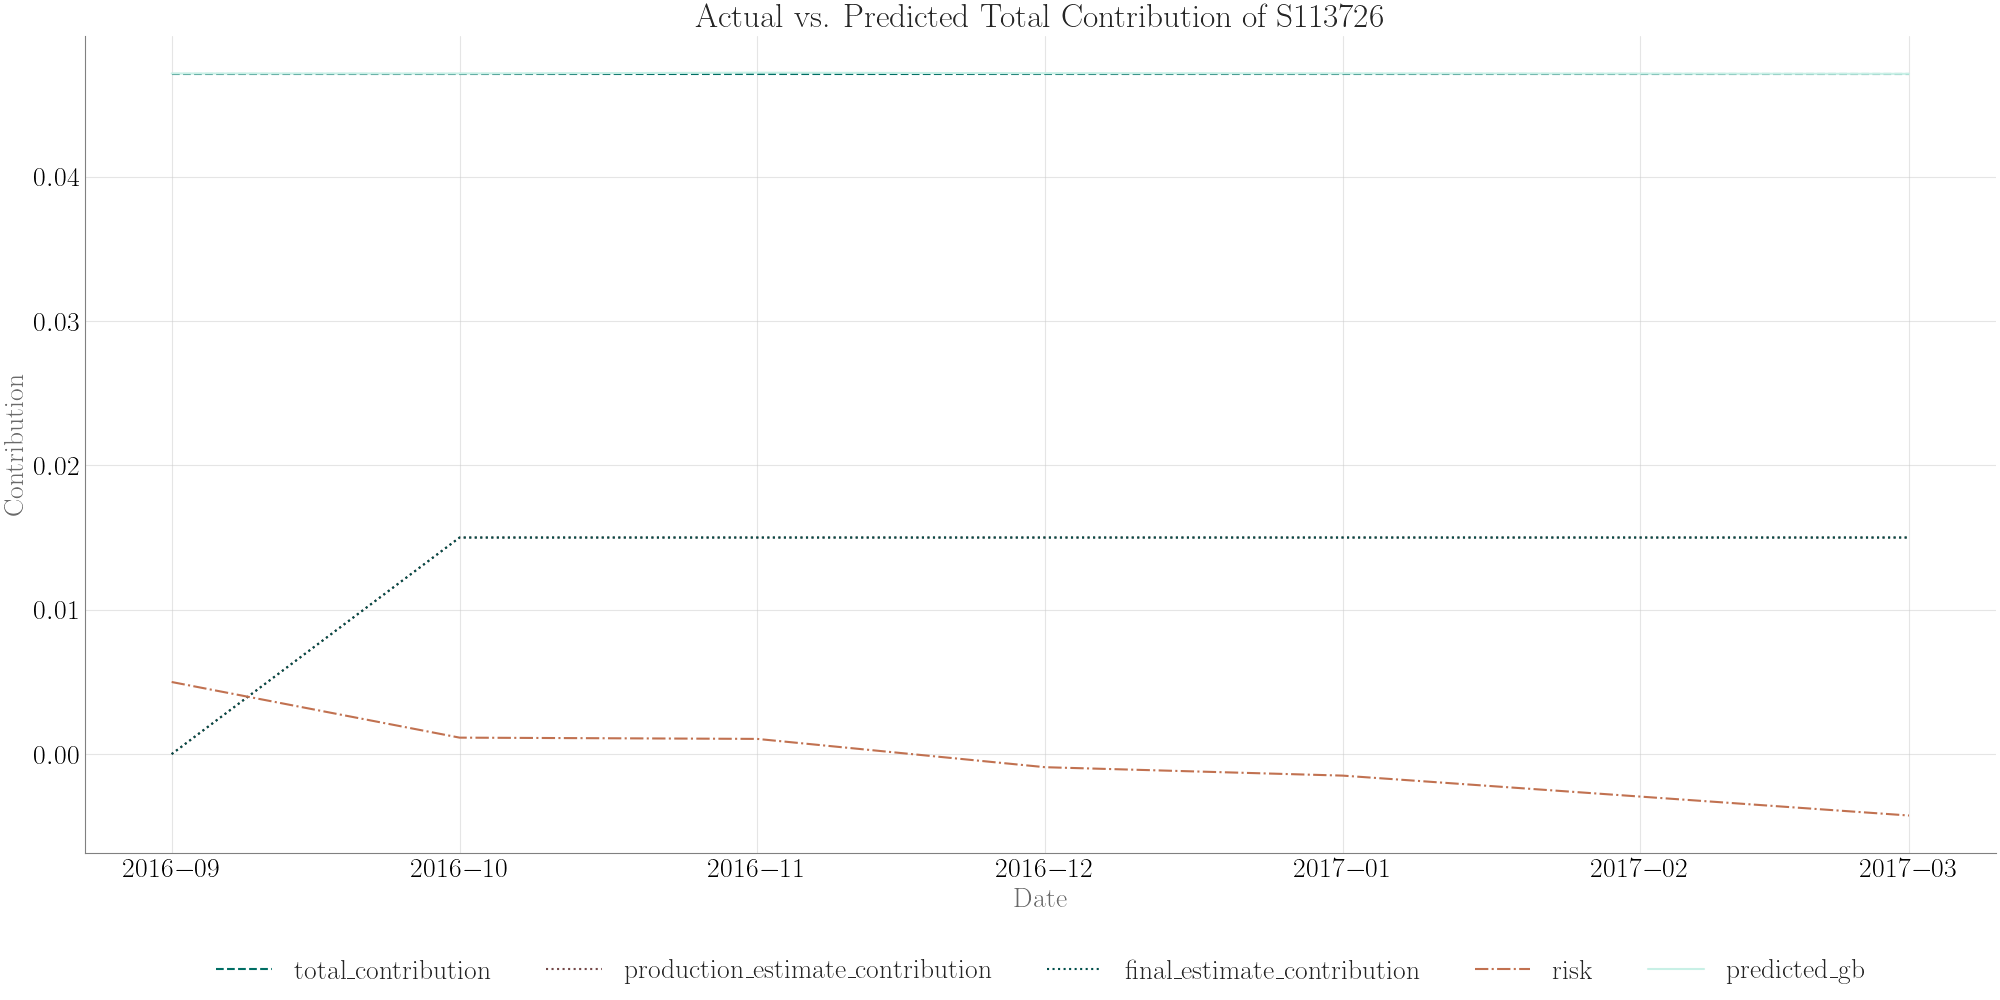 Actual vs. Predicted Total Contribution of S113726
Contribution
0.04
0.03
0.02
0.01
0.00
2016–09 2016–10 2016–11 2016–12 2017–01 2017–02 2017–03
Date
total_contribution production_estimate_contribution final_estimate_contribution risk predicted_gb